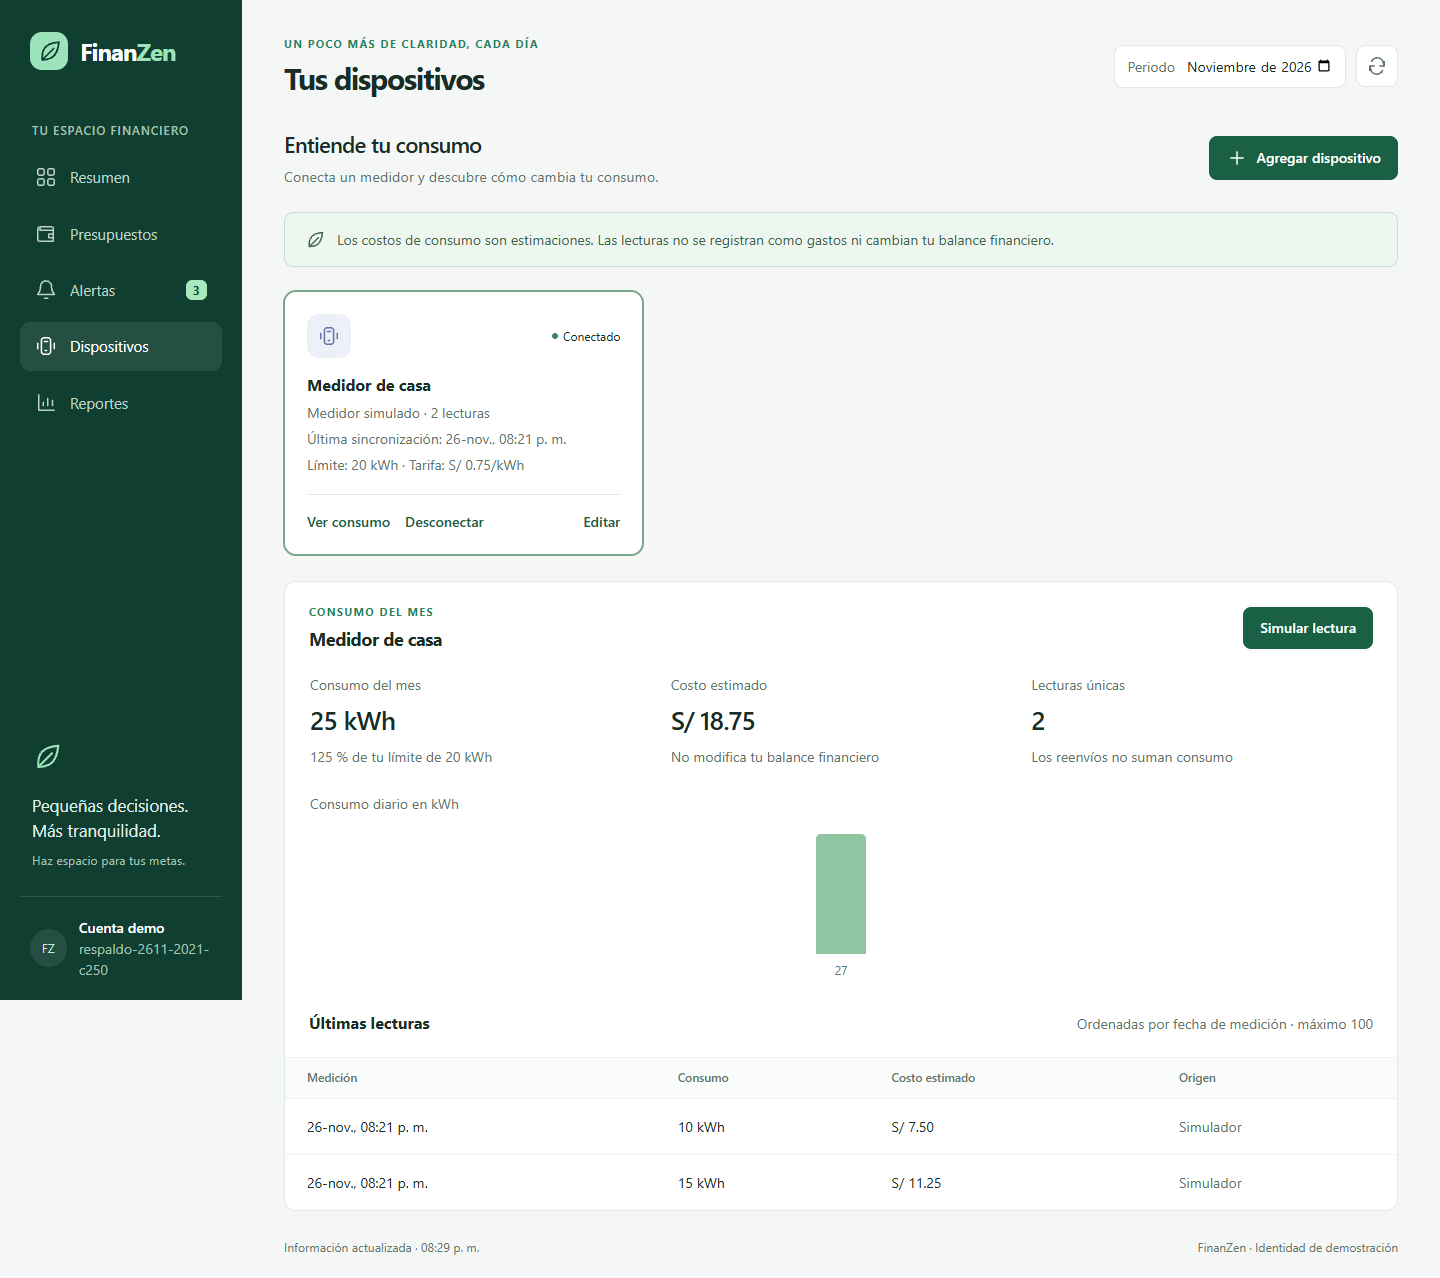 FinanZen
TU ESPACIO FINANCIERO
Resumen
Presupuestos
Alertas
3
Dispositivos
Reportes
Pequeñas decisiones.
Más tranquilidad.
Haz espacio para tus metas.
FZ
Cuenta demo
respaldo-2611-2021-
c250
UN POCO MÁS DE CLARIDAD, CADA DÍA
Tus dispositivos
Periodo Noviembre de 2026
Entiende tu consumo
Conecta un medidor y descubre cómo cambia tu consumo.
Agregar dispositivo
Los costos de consumo son estimaciones. Las lecturas no se registran como gastos ni cambian tu balance financiero.
Conectado
Medidor de casa
Medidor simulado · 2 lecturas
Última sincronización: 26-nov., 08:21 p. m.
Límite: 20 kWh · Tarifa: S/ 0.75/kWh
Ver consumo Desconectar Editar
CONSUMO DEL MES
Medidor de casa
Simular lectura
Consumo del mes
25 kWh
125 % de tu límite de 20 kWh
Costo estimado
S/ 18.75
No modifica tu balance financiero
Lecturas únicas
2
Los reenvíos no suman consumo
Consumo diario en kWh
27
Últimas lecturas
Ordenadas por fecha de medición · máximo 100
Medición Consumo Costo estimado Origen
26-nov., 08:21 p. m. 10 kWh S/ 7.50 Simulador
26-nov., 08:21 p. m. 15 kWh S/ 11.25 Simulador
Información actualizada · 08:29 p. m.
FinanZen · Identidad de demostración